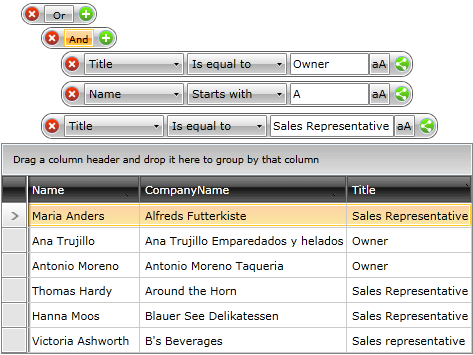 Or
And
Title Is equal to Owner aA
Name Starts with A aA
Title Is equal to Sales Representative aA
Drag a column header and drop it here to group by that column
Name CompanyName Title
Maria Anders Alfreds Futterkiste Sales Representative
Ana Trujillo Ana Trujillo Emparedados y helados Owner
Antonio Moreno Antonio Moreno Taqueria Owner
Thomas Hardy Around the Horn Sales Representative
Hanna Moos Blauer See Delikatessen Sales Representative
Victoria Ashworth B's Beverages Sales representative